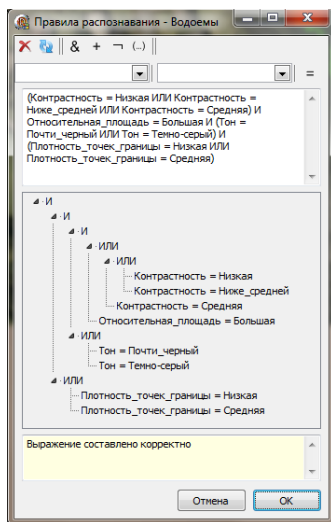 Правила распознавания - Водоемы
& + ¬ (...)
=
(Контрастность = Низкая ИЛИ Контрастность =
Ниже_средней ИЛИ Контрастность = Средняя) И
Относительная_площадь = Большая И (Тон =
Почти_черный ИЛИ Тон = Темно-серый) И
(Плотность_точек_границы = Низкая ИЛИ
Плотность_точек_границы = Средняя)
И
И
И
ИЛИ
ИЛИ
Контрастность = Низкая
Контрастность = Ниже_средней
Контрастность = Средняя
Относительная_площадь = Большая
ИЛИ
Тон = Почти_черный
Тон = Темно-серый
ИЛИ
Плотность_точек_границы = Низкая
Плотность_точек_границы = Средняя
Выражение составлено корректно
Отмена OK